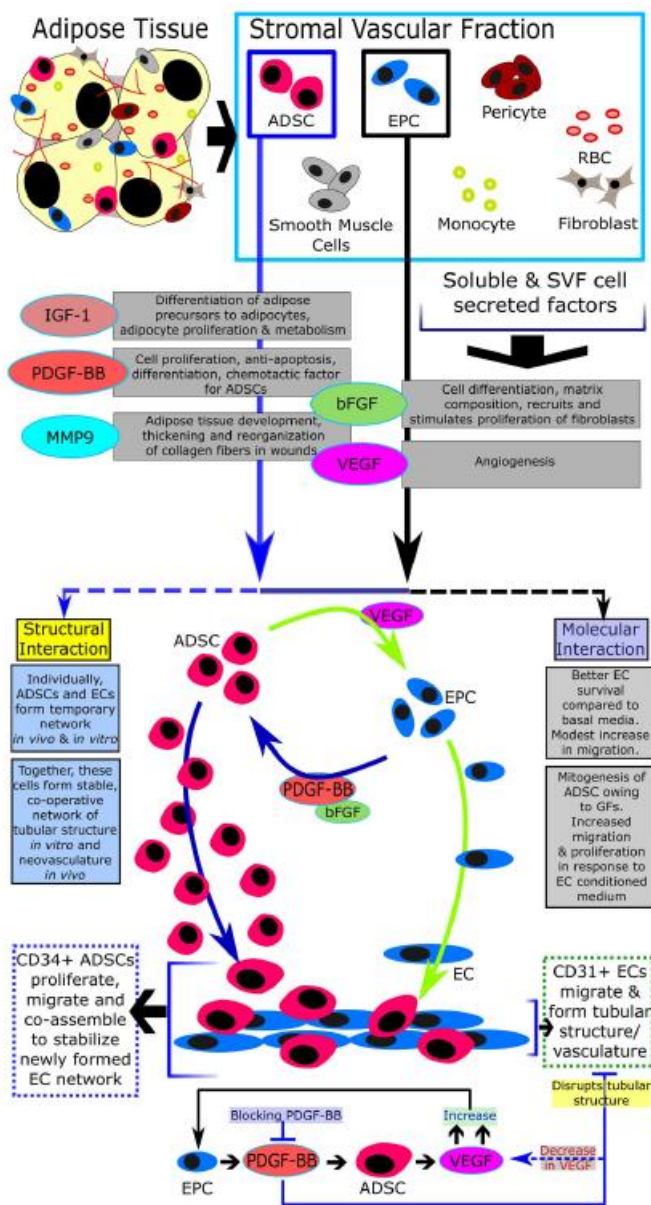 Adipose Tissue
Stromal Vascular Fraction
ADSC
EPC
Pericyte
RBC
Smooth Muscle
Cells
Monocyte
Fibroblast
Soluble & SVF cell
secreted factors
IGF-1
Differentiation of adipose
precursors to adipocytes,
adipocyte proliferation & metabolism
PDGF-BB
Cell proliferation, anti-apoptosis,
differentiation, chemotactic factor
for ADSCs
MMP9
Adipose tissue development,
thickening and reorganization
of collagen fibers in wounds
bFGF
Cell differentiation, matrix
composition, recruits and
stimulates proliferation of fibroblasts
VEGF
Angiogenesis
Structural
Interaction
Individually,
ADSCs and ECs
form temporary
network
in vivo & in vitro
Together, these
cells form stable,
co-operative
network of
tubular structure
in vitro and
neovasculature
in vivo
ADSC
VEGF
EPC
PDGF-BB
bFGF
EC
Molecular
Interaction
Better EC
survival
compared to
basal media.
Modest increase
in migration.
Mitogenesis of
ADSC owing to
GFs.
Increased
migration
& proliferation
in response to
EC conditioned
medium
CD34+ ADSCs
proliferate,
migrate and
co-assemble
to stabilize
newly formed
EC network
CD31+ ECs
migrate &
form tubular
structure/
vasculature
Disrupts tubular
structure
Blocking PDGF-BB
Increase
EPC
PDGF-BB
ADSC
VEGF
Decrease
in VEGF